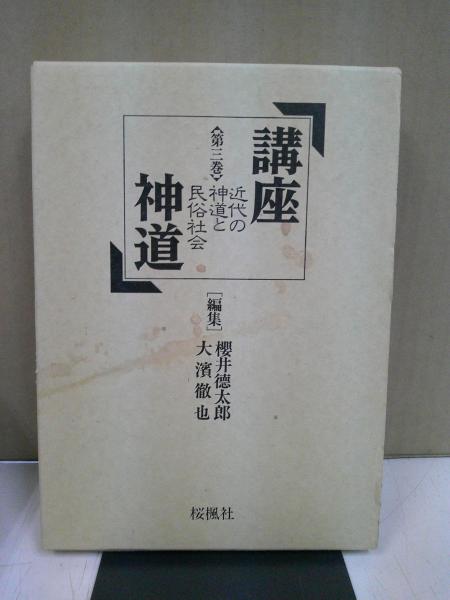 講座
神道
《第三巻》
近代の
神道と
民俗社会
［編集］
櫻井德太郎
大濱徹也
桜楓社